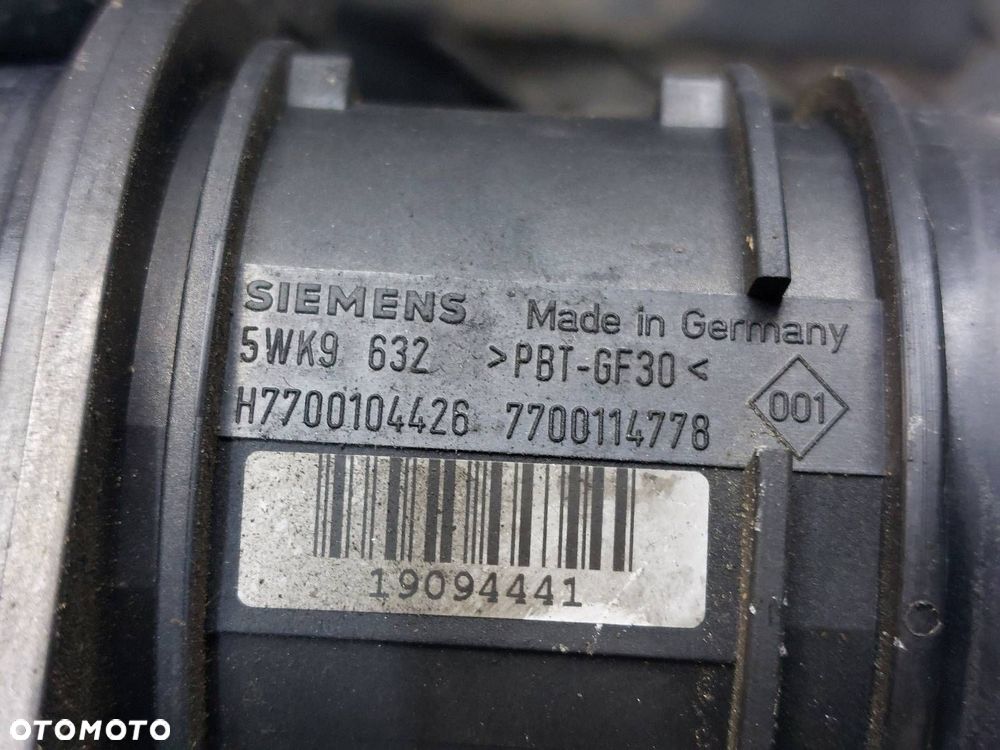 SIEMENS Made in Germany
5WK9 632 >PBT-GF30<
H7700104426 7700114778 001
19094441
OTOMOTO